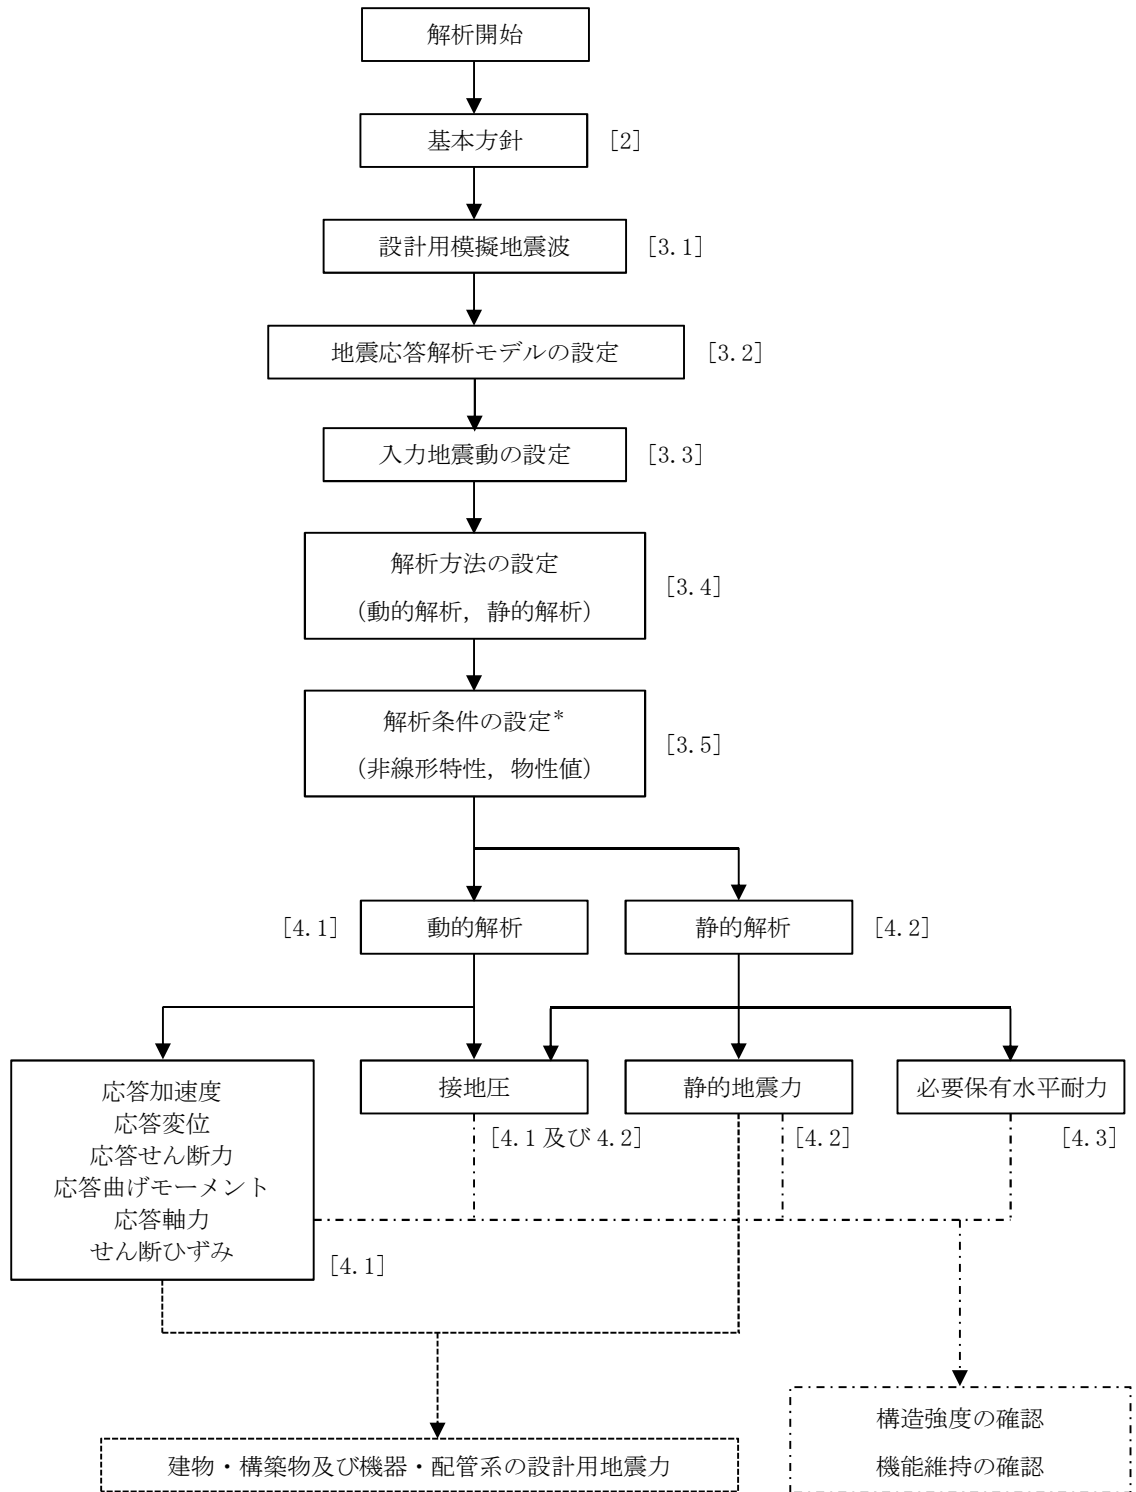 解析開始
基本方針 [2]
設計用模擬地震波 [3.1]
地震応答解析モデルの設定 [3.2]
入力地震動の設定 [3.3]
解析方法の設定
(動的解析，静的解析)
[3.4]
解析条件の設定*
(非線形特性，物性値)
[3.5]
[4.1] 動的解析
静的解析 [4.2]
応答加速度
応答変位
応答せん断力
応答曲げモーメント
応答軸力
せん断ひずみ
[4.1]
接地圧
[4.1 及び 4.2]
静的地震力
[4.2]
必要保有水平耐力
[4.3]
建物・構築物及び機器・配管系の設計用地震力
構造強度の確認
機能維持の確認